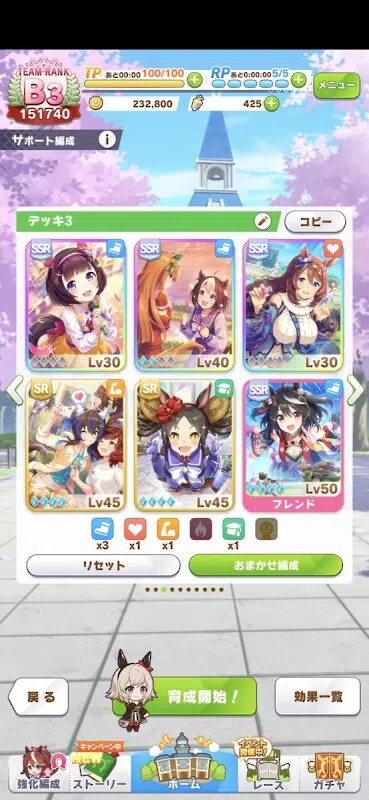 TEAM RANK
B3
151740
TP あと00:00 100/100
RP あと0:00:00 5/5
メニュー
232,800
425
サポート編成 i
デッキ3
コピー
SSR
SSR
SSR
Lv30
Lv40
Lv30
SR
SR
SSR
Lv45
Lv45
Lv50
フレンド
x3 x1 x1 x1
リセット
おまかせ編成
戻る
育成開始!
効果一覧
キャンペーン中
NEW
イベント
開催中!
強化編成
ストーリー
ホーム
レース
ガチャ